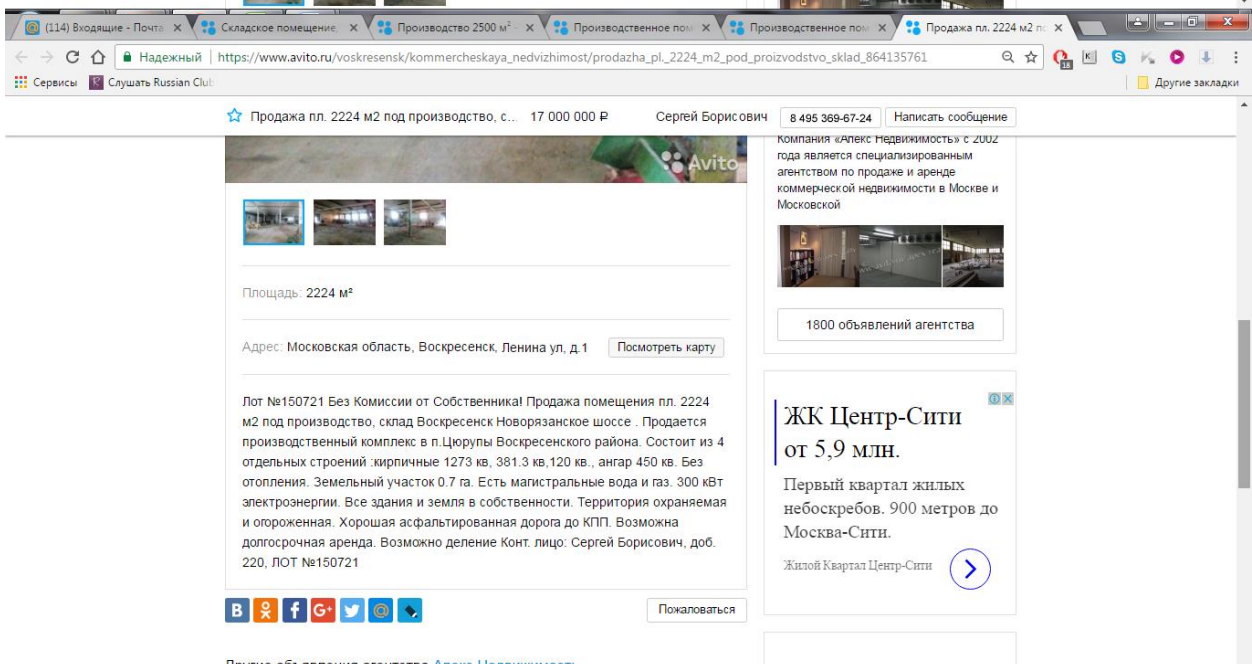 (114) Входящие - Почта
Складское помещение,
Производство 2500 м²
Производственное пом
Производственное пом
Продажа пл. 2224 м2 по
Надежный | https://www.avito.ru/voskresensk/kommercheskaya_nedvizhimost/prodazha_pl._2224_m2_pod_proizvodstvo_sklad_864135761
18
Сервисы Слушать Russian Club
Другие закладки
Продажа пл. 2224 м2 под производство, с... 17 000 000 ₽ Сергей Борисович 8 495 369-67-24 Написать сообщение
Avito
Площадь: 2224 м²
Адрес: Московская область, Воскресенск, Ленина ул, д.1 Посмотреть карту
Лот №150721 Без Комиссии от Собственника! Продажа помещения пл. 2224
м2 под производство, склад Воскресенск Новорязанское шоссе . Продается
производственный комплекс в п.Цюрупы Воскресенского района. Состоит из 4
отдельных строений :кирпичные 1273 кв, 381.3 кв,120 кв., ангар 450 кв. Без
отопления. Земельный участок 0.7 га. Есть магистральные вода и газ. 300 кВт
электроэнергии. Все здания и земля в собственности. Территория охраняемая
и огороженная. Хорошая асфальтированная дорога до КПП. Возможна
долгосрочная аренда. Возможно деление Конт. лицо: Сергей Борисович, доб.
220, ЛОТ №150721
Пожаловаться
Другие объявления агентства Апекс Недвижимость
Компания «Апекс Недвижимость» с 2002
года является специализированным
агентством по продаже и аренде
коммерческой недвижимости в Москве и
Московской
1800 объявлений агентства
ЖК Центр-Сити
от 5,9 млн.
Первый квартал жилых
небоскребов. 900 метров до
Москва-Сити.
Жилой Квартал Центр-Сити